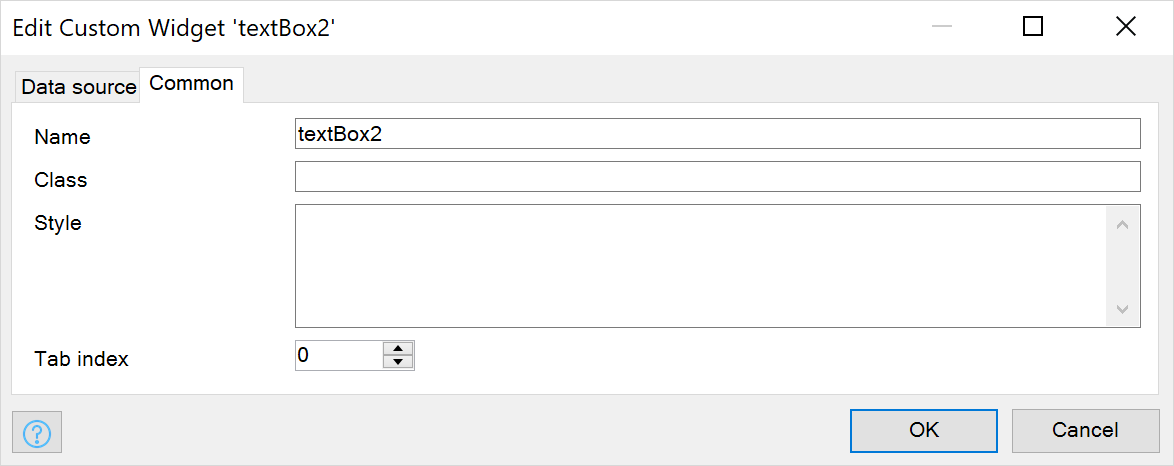 Edit Custom Widget 'textBox2'
Data source Common
Name textBox2
Class
Style
Tab index 0
? OK Cancel